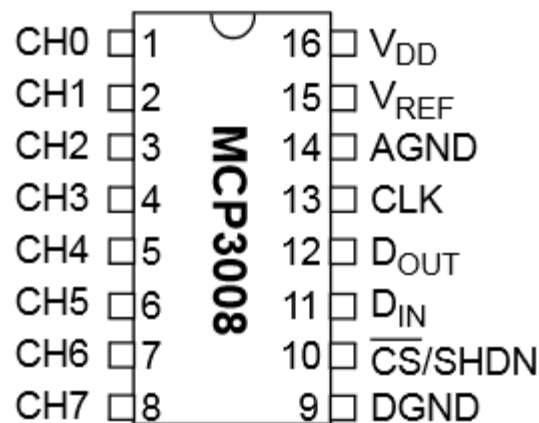 CH0 1 16 VDD
CH1 2 15 VREF
CH2 3 14 AGND
CH3 4 13 CLK
CH4 5 12 DOUT
CH5 6 11 DIN
CH6 7 10 C̅S̅/SHDN
CH7 8 9 DGND
MCP3008